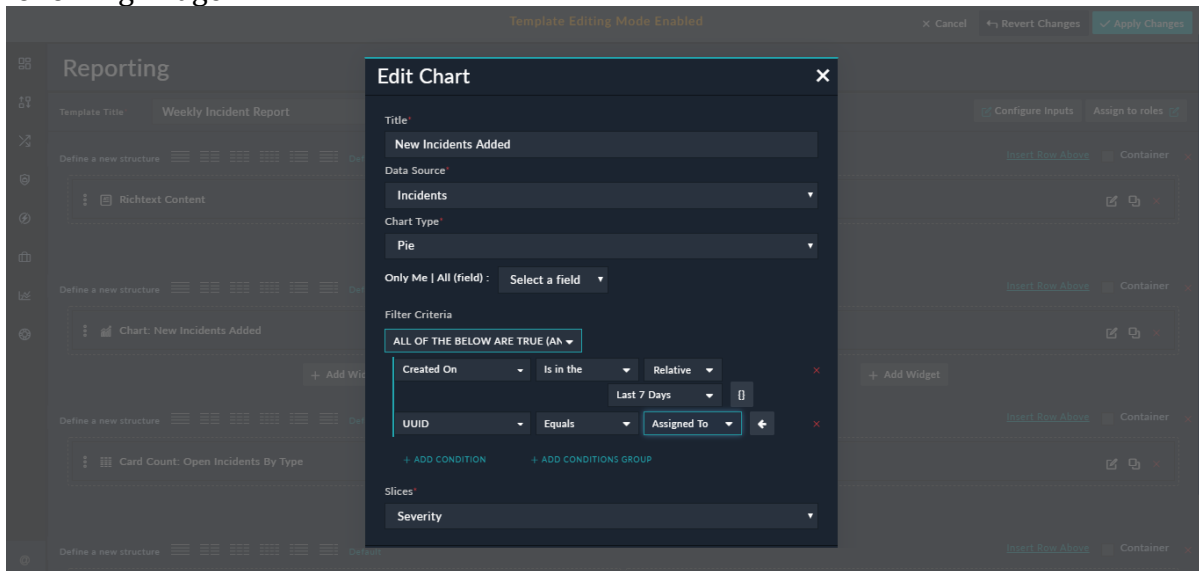 Template Editing Mode Enabled
× Cancel
Revert Changes
Apply Changes
Reporting
Template Title
Weekly Incident Report
Configure Inputs
Assign to roles
Define a new structure
Insert Row Above
Container
Richtext Content
Define a new structure
Insert Row Above
Container
Chart: New Incidents Added
+ Add Widget
Define a new structure
Insert Row Above
Container
Card Count: Open Incidents By Type
Define a new structure
Insert Row Above
Container
Edit Chart
Title*
New Incidents Added
Data Source*
Incidents
Chart Type*
Pie
Only Me | All (field) :
Select a field
Filter Criteria
ALL OF THE BELOW ARE TRUE (AN
Created On
Is in the
Relative
Last 7 Days
{}
UUID
Equals
Assigned To
+ ADD CONDITION
+ ADD CONDITIONS GROUP
Slices*
Severity